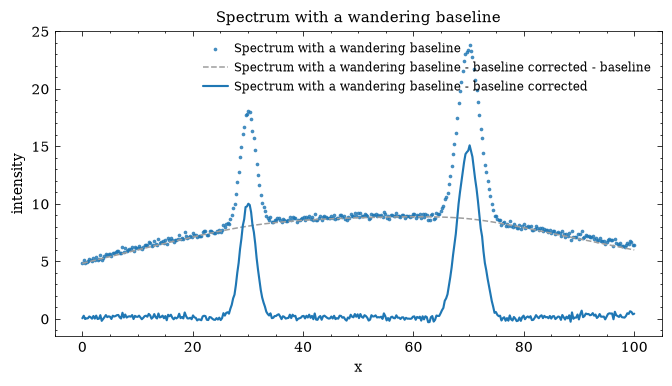 Spectrum with a wandering baseline
Spectrum with a wandering baseline
Spectrum with a wandering baseline - baseline corrected - baseline
Spectrum with a wandering baseline - baseline corrected
intensity
25
20
15
10
5
0
0 20 40 60 80 100
x